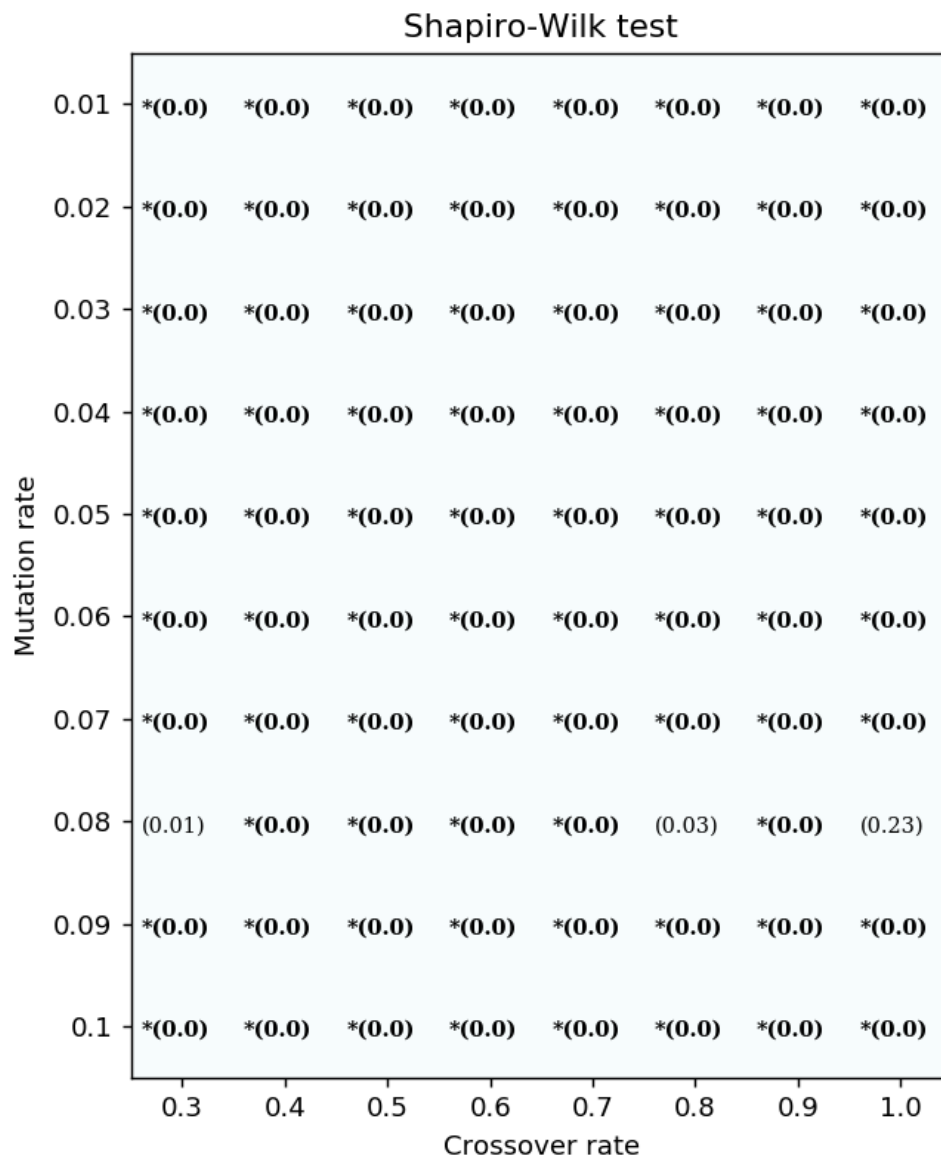 Shapiro-Wilk test
0.01 *(0.0) *(0.0) *(0.0) *(0.0) *(0.0) *(0.0) *(0.0) *(0.0)
0.02 *(0.0) *(0.0) *(0.0) *(0.0) *(0.0) *(0.0) *(0.0) *(0.0)
0.03 *(0.0) *(0.0) *(0.0) *(0.0) *(0.0) *(0.0) *(0.0) *(0.0)
0.04 *(0.0) *(0.0) *(0.0) *(0.0) *(0.0) *(0.0) *(0.0) *(0.0)
0.05 *(0.0) *(0.0) *(0.0) *(0.0) *(0.0) *(0.0) *(0.0) *(0.0)
0.06 *(0.0) *(0.0) *(0.0) *(0.0) *(0.0) *(0.0) *(0.0) *(0.0)
0.07 *(0.0) *(0.0) *(0.0) *(0.0) *(0.0) *(0.0) *(0.0) *(0.0)
0.08 (0.01) *(0.0) *(0.0) *(0.0) *(0.0) (0.03) *(0.0) (0.23)
0.09 *(0.0) *(0.0) *(0.0) *(0.0) *(0.0) *(0.0) *(0.0) *(0.0)
0.1 *(0.0) *(0.0) *(0.0) *(0.0) *(0.0) *(0.0) *(0.0) *(0.0)
Mutation rate
0.3 0.4 0.5 0.6 0.7 0.8 0.9 1.0
Crossover rate